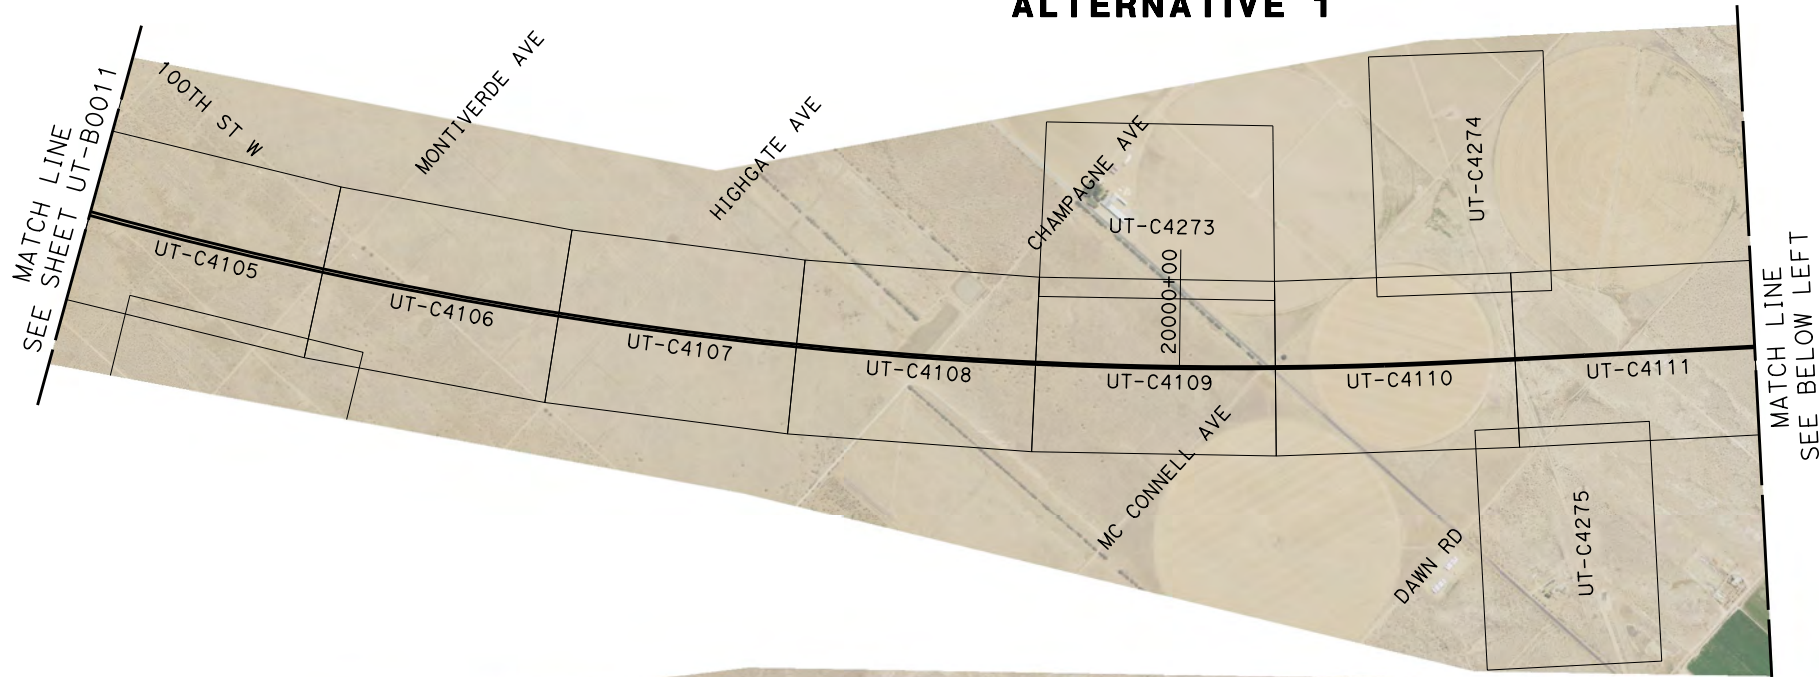 ALTERNATIVE 1
MATCH LINE
SEE SHEET UT-B0011
100TH ST W
MONTIVERDE AVE
HIGHGATE AVE
CHAMPAGNE AVE
UT-C4273
UT-C4274
20000+00
UT-C4105
UT-C4106
UT-C4107
UT-C4108
UT-C4109
UT-C4110
UT-C4111
MC CONNELL AVE
DAWN RD
UT-C4275
MATCH LINE
SEE BELOW LEFT